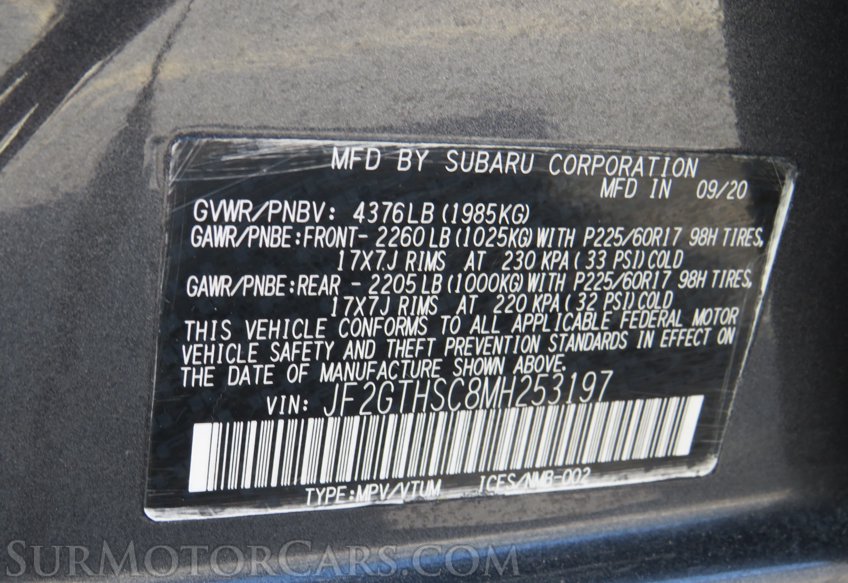 MFD BY SUBARU CORPORATION
MFD IN 09/20
GVWR/PNBV: 4376LB (1985KG)
GAWR/PNBE:FRONT- 2260LB (1025KG) WITH P225/60R17 98H TIRES,
17X7J RIMS AT 230 KPA ( 33 PSI) COLD
GAWR/PNBE:REAR - 2205LB (1000KG) WITH P225/60R17 98H TIRES,
17X7J RIMS AT 220 KPA ( 32 PSI) COLD
THIS VEHICLE CONFORMS TO ALL APPLICABLE FEDERAL MOTOR
VEHICLE SAFETY AND THEFT PREVENTION STANDARDS IN EFFECT ON
THE DATE OF MANUFACTURE SHOWN ABOVE.
VIN: JF2GTHSC8MH253197
TYPE:MPV/VTUM ICES/NMB-002
SurMotorCars.com